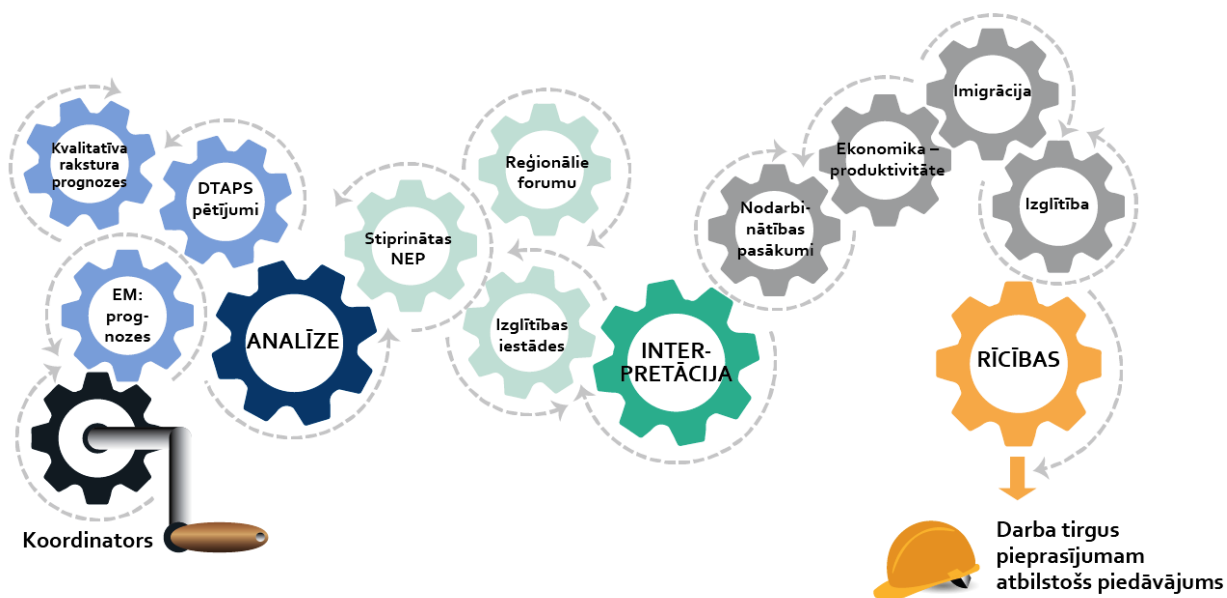 Kvalitatīva
rakstura
prognozes
DTAPS
pētījumi
EM:
prog-
nozes
Koordinators
ANALĪZE
Stiprinātas
NEP
Reģionālie
forumu
Izglītības
iestādes
INTER-
PRETĀCIJA
Nodarbi-
nātības
pasākumi
Ekonomika –
produktivitāte
Imigrācija
Izglītība
RĪCĪBAS
Darba tirgus
pieprasījumam
atbilstošs piedāvājums